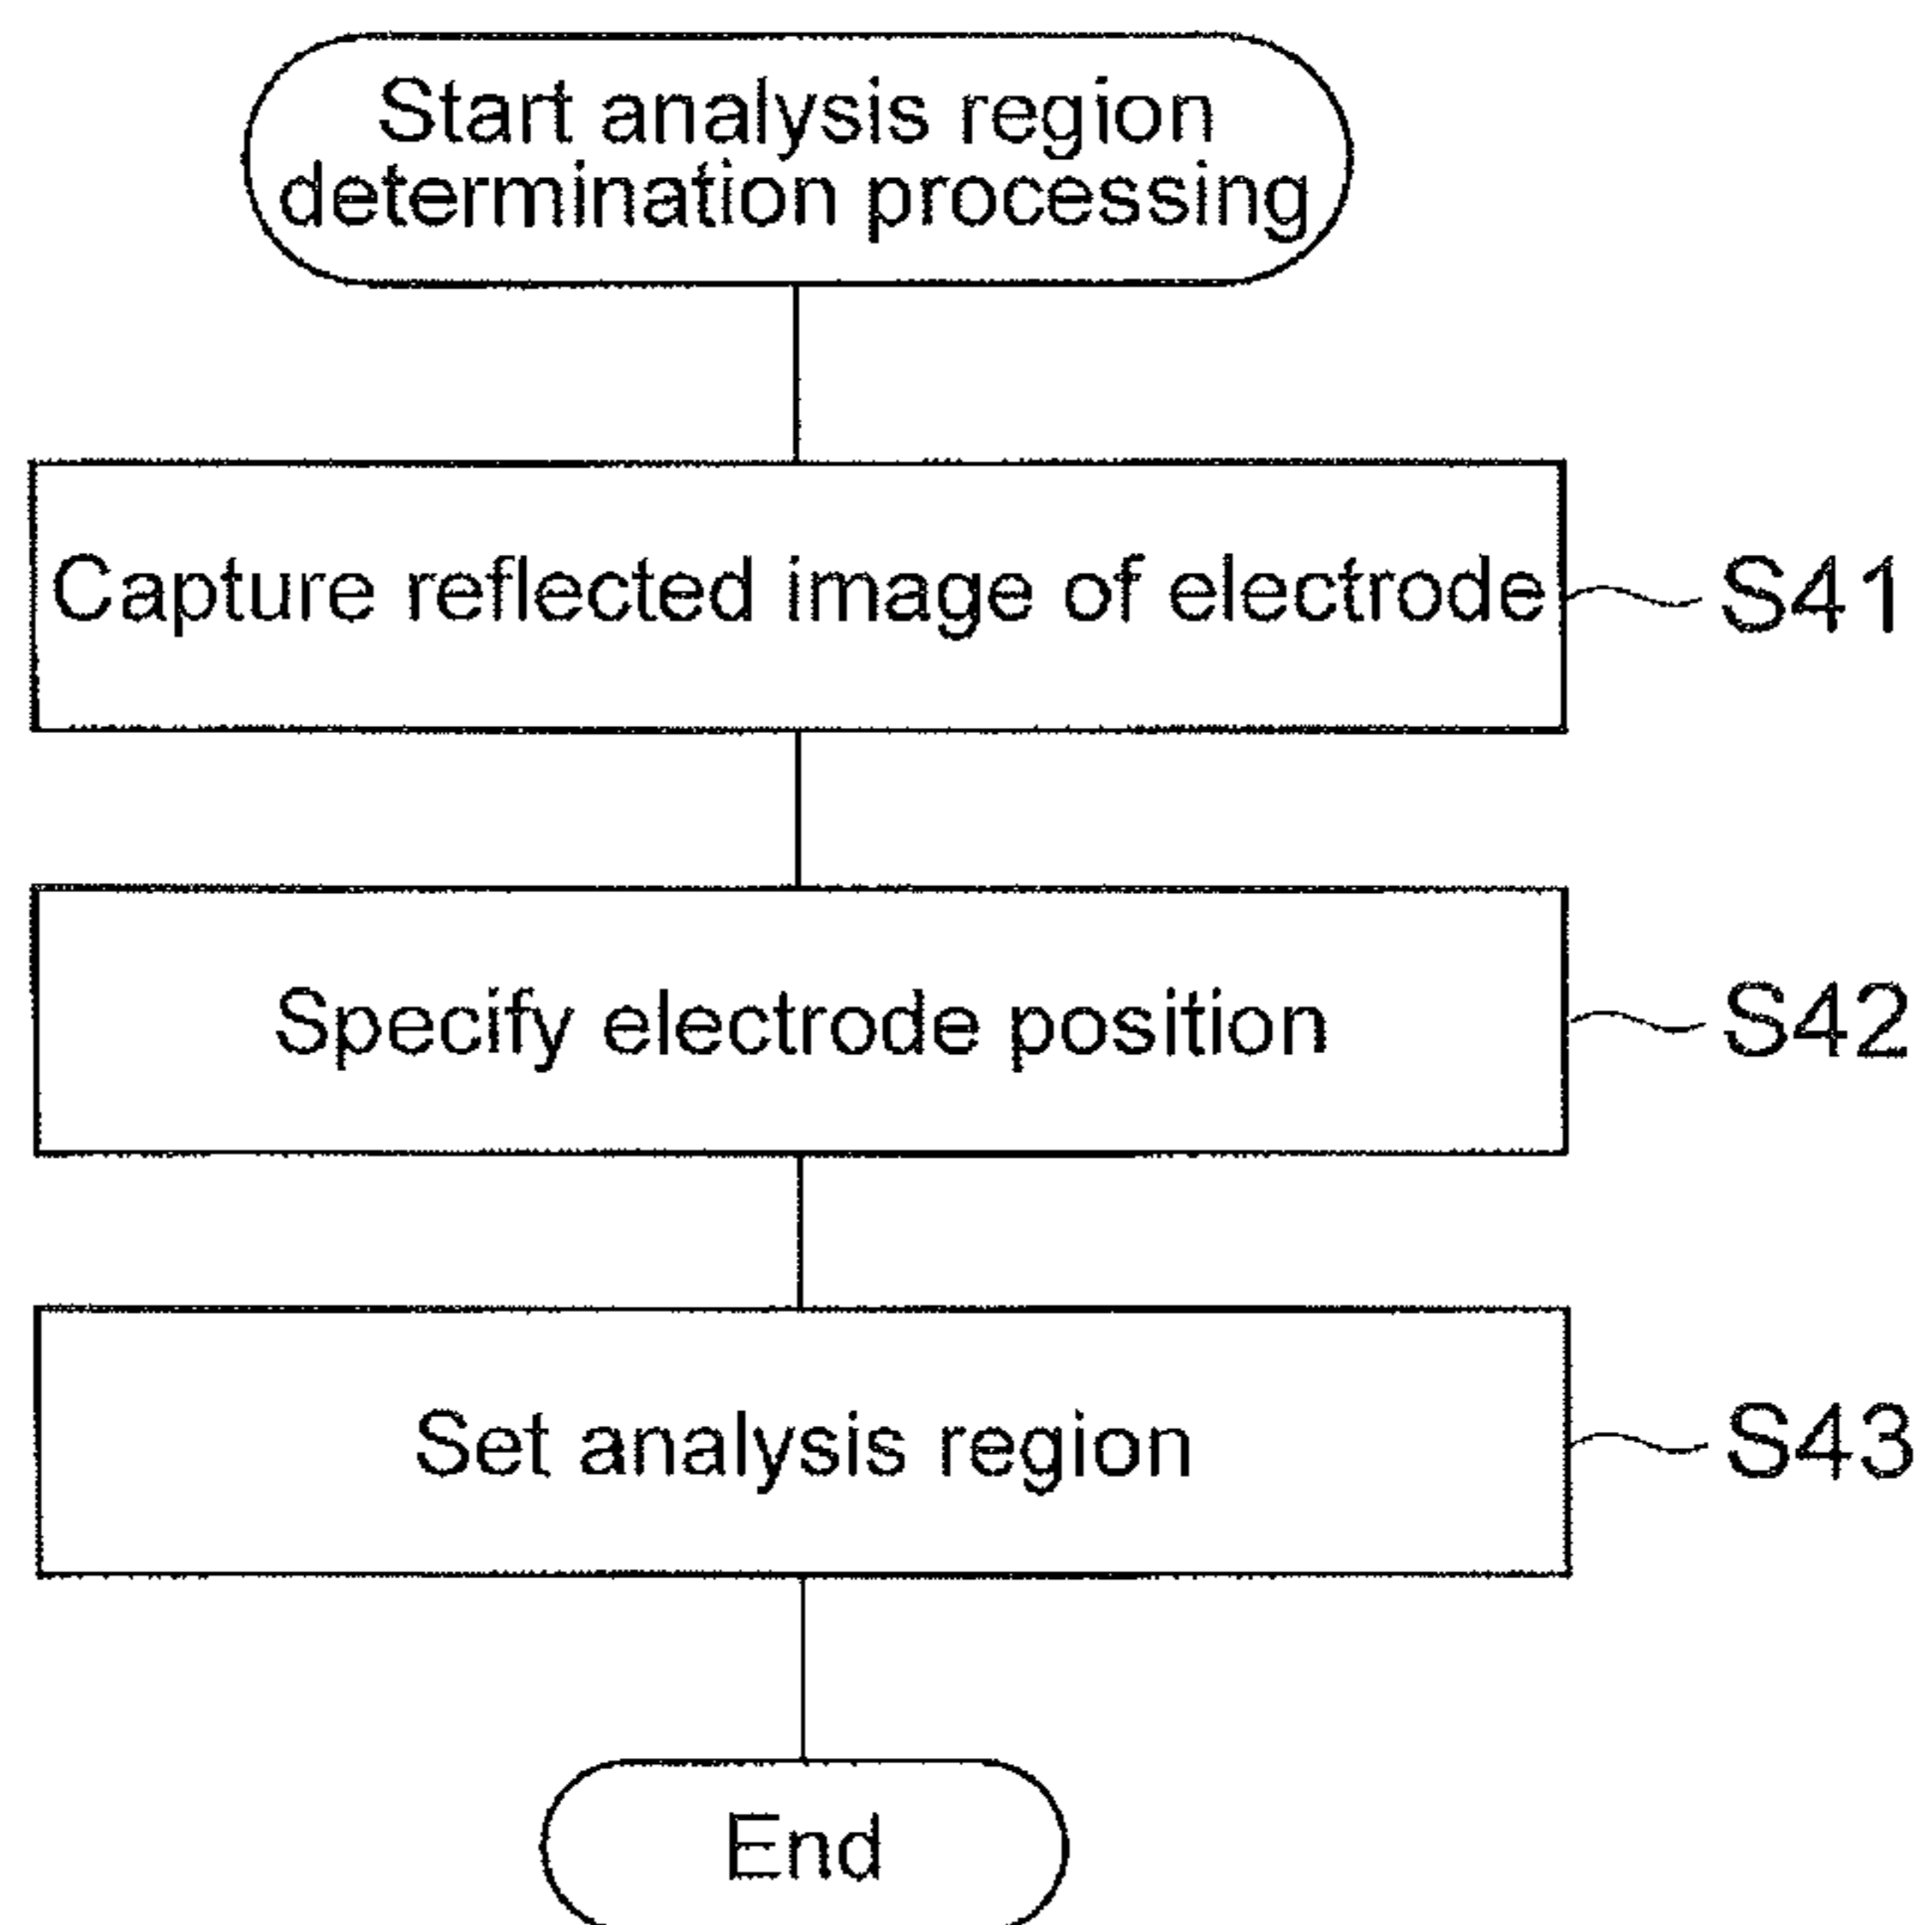 Start analysis region
determination processing
Capture reflected image of electrode
S41
Specify electrode position
S42
Set analysis region
S43
End